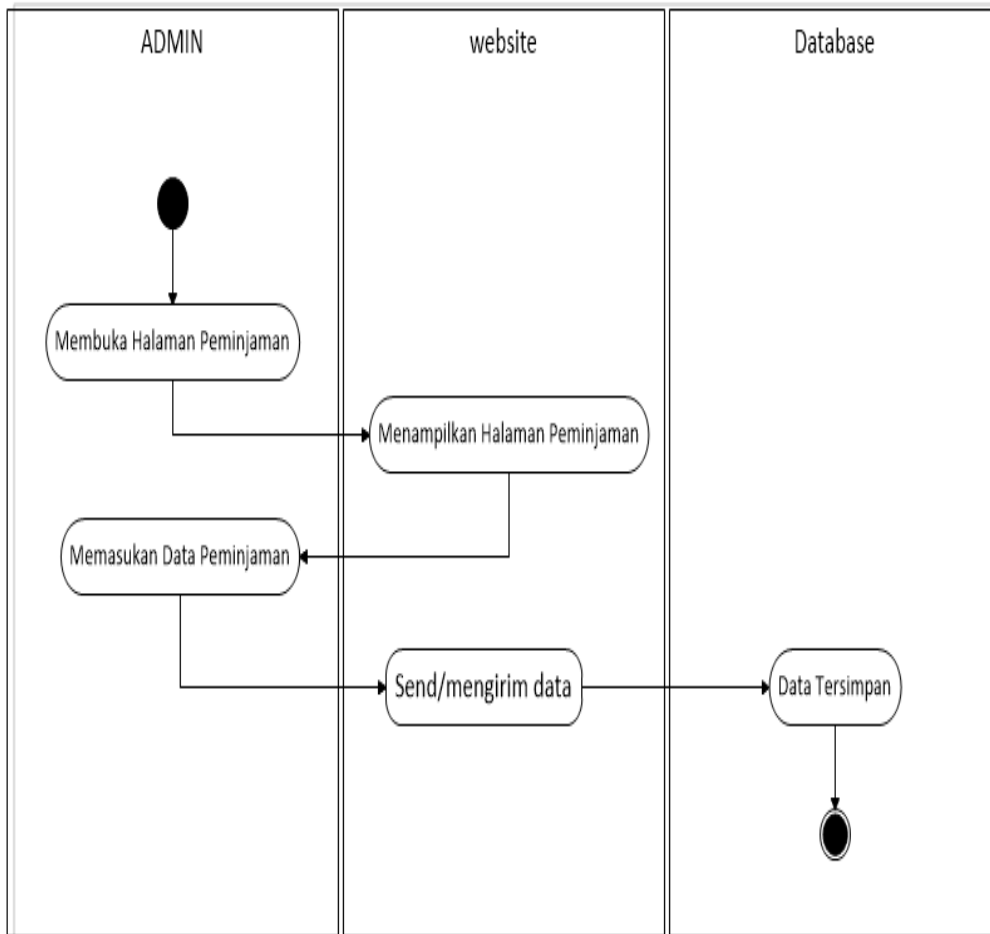 ADMIN
website
Database
Membuka Halaman Peminjaman
Menampilkan Halaman Peminjaman
Memasukan Data Peminjaman
Send/mengirim data
Data Tersimpan